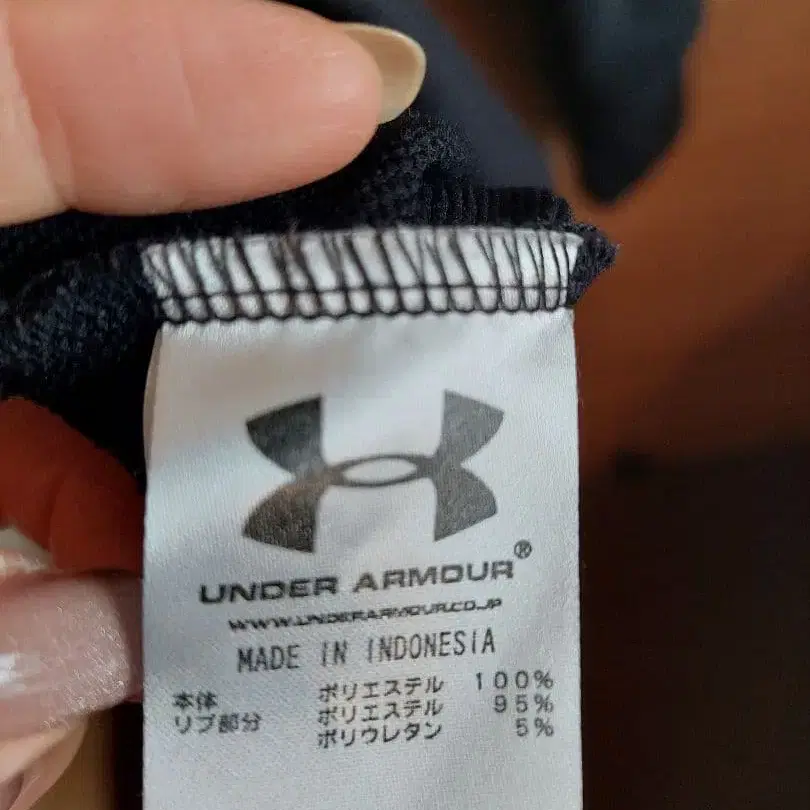 UNDER ARMOUR®
WWW.UNDERARMOUR.CO.JP
MADE IN INDONESIA
本体 ポリエステル 100%
リブ部分 ポリエステル 95%
ポリウレタン 5%